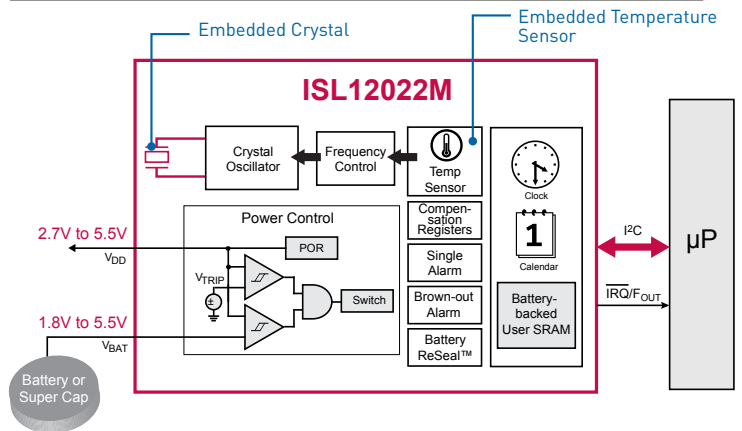 Embedded Crystal
Embedded Temperature
Sensor
ISL12022M
Crystal
Oscillator
Frequency
Control
Temp
Sensor
Clock
1
Calendar
Battery-
backed
User SRAM
Compen-
sation
Registers
Single
Alarm
Brown-out
Alarm
Battery
ReSeal™
Power Control
POR
VTRIP
±
Switch
2.7V to 5.5V
VDD
1.8V to 5.5V
VBAT
Battery or
Super Cap
I²C
IRQ/FOUT
µP